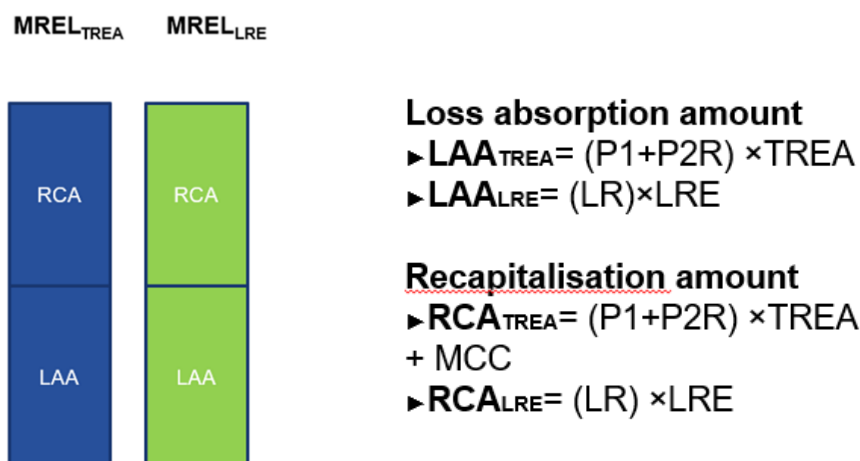 MRELTREA MRELLRE
Loss absorption amount
►LAATREA= (P1+P2R) ×TREA
►LAALRE= (LR)×LRE
RCA RCA
Recapitalisation amount
►RCATREA= (P1+P2R) ×TREA
+ MCC
LAA LAA
►RCALRE= (LR) ×LRE